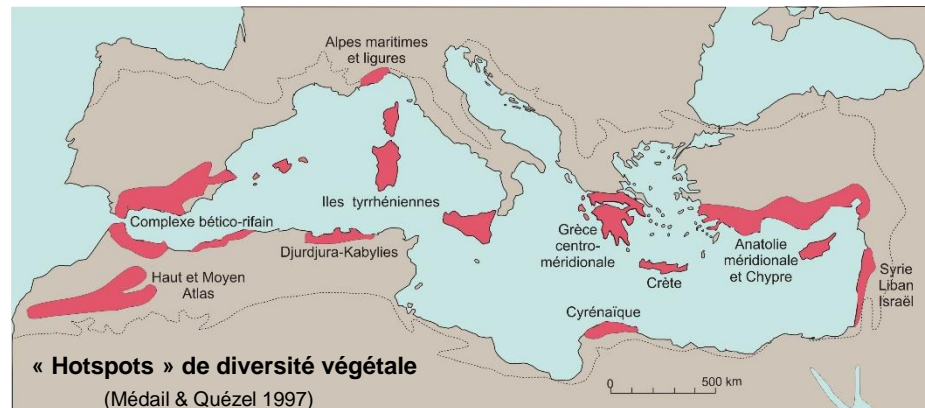 Alpes maritimes
et ligures
Iles tyrrhéniennes
Complexe bético-rifain
Djurdjura-Kabylies
Haut et Moyen
Atlas
Grèce
centro-
méridionale
Crète
Anatolie
méridionale
et Chypre
Syrie
Liban
Israël
Cyrénaïque
« Hotspots » de diversité végétale
(Médail & Quézel 1997)
0 500 km